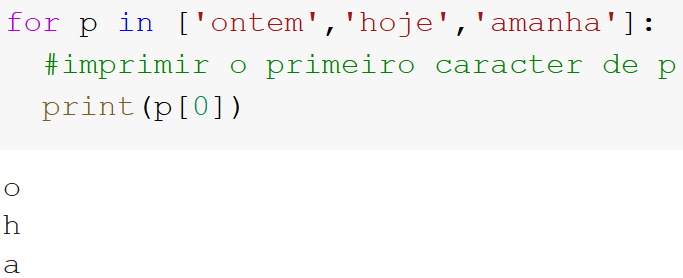 for p in ['ontem','hoje','amanha']:
#imprimir o primeiro caracter de p
print(p[0])
o
h
a